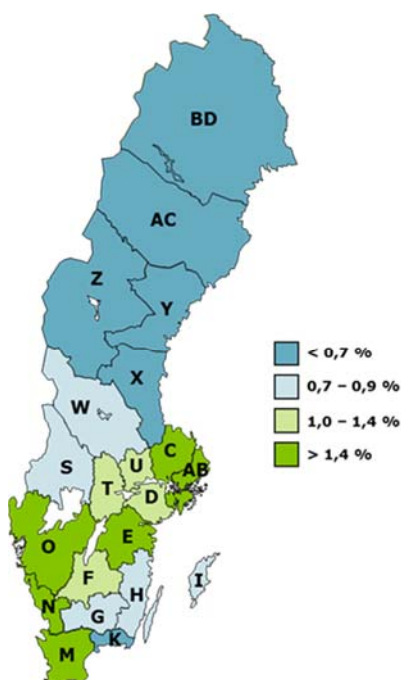 BD
AC
Z
Y
X
< 0,7 %
0,7 – 0,9 %
1,0 – 1,4 %
> 1,4 %
W
C
U
AB
S
T
D
E
O
F
I
H
N
G
K
M